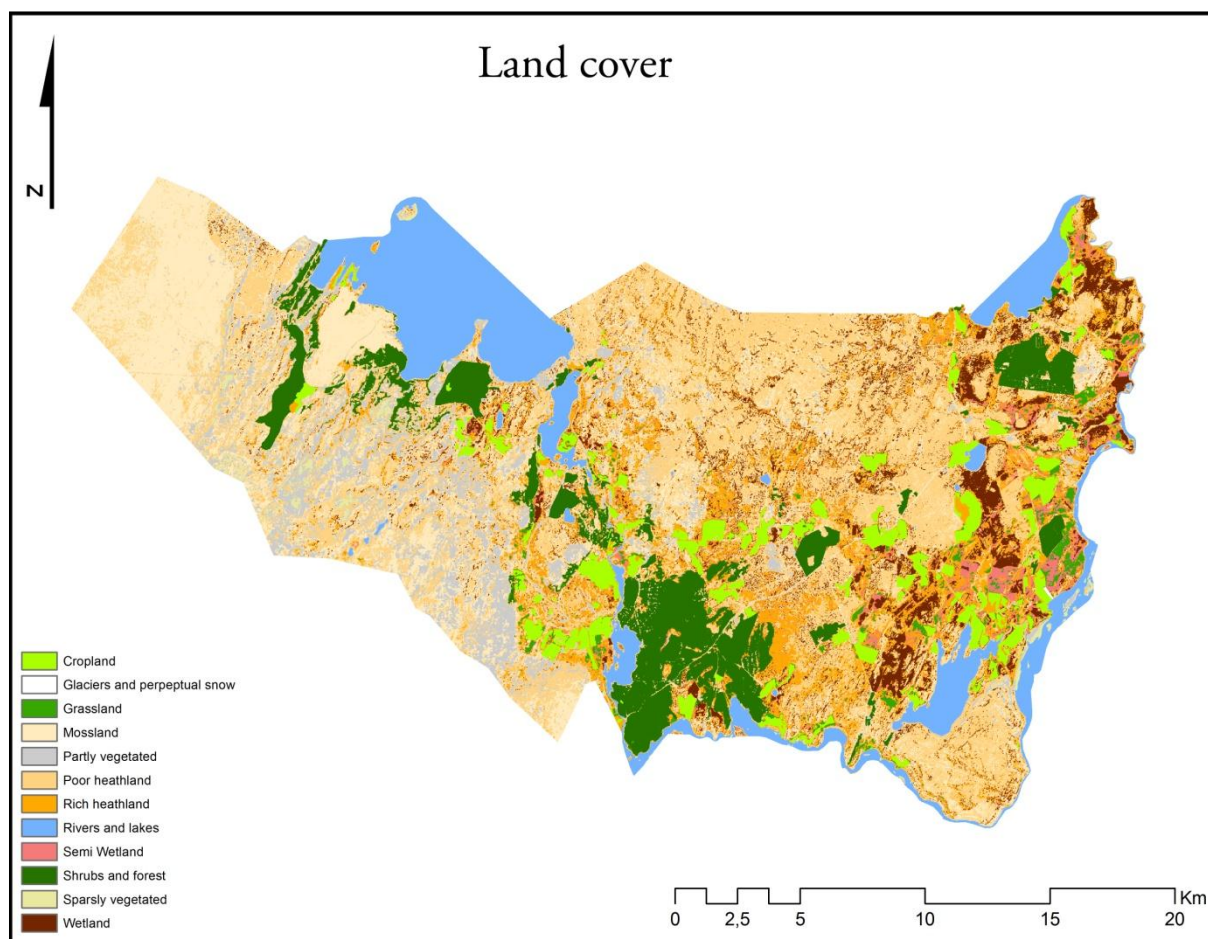 Land cover
N
Cropland
Glaciers and perpeptual snow
Grassland
Mossland
Partly vegetated
Poor heathland
Rich heathland
Rivers and lakes
Semi Wetland
Shrubs and forest
Sparsly vegetated
Wetland
Km
0 2,5 5 10 15 20